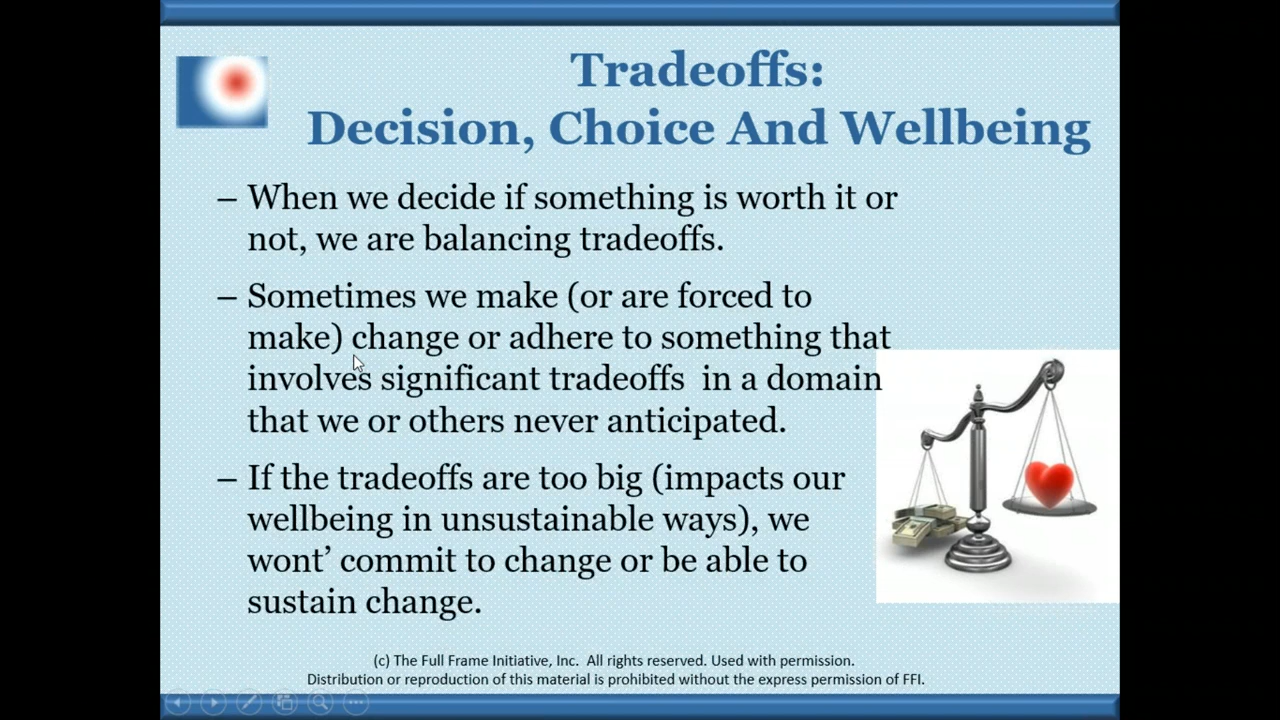 Tradeoffs:
Decision, Choice And Wellbeing
– When we decide if something is worth it or
not, we are balancing tradeoffs.
– Sometimes we make (or are forced to
make) change or adhere to something that
involves significant tradeoffs  in a domain
that we or others never anticipated.
– If the tradeoffs are too big (impacts our
wellbeing in unsustainable ways), we
wont’ commit to change or be able to
sustain change.
(c) The Full Frame Initiative, Inc.  All rights reserved. Used with permission.
Distribution or reproduction of this material is prohibited without the express permission of FFI.